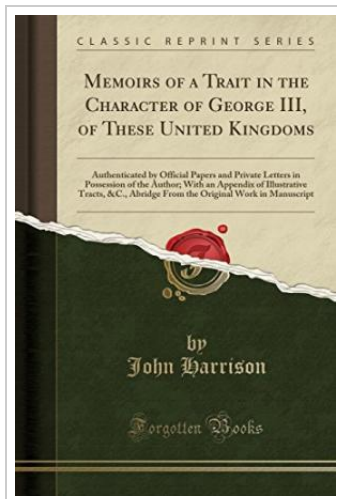 CLASSIC REPRINT SERIES
MEMOIRS OF A TRAIT IN THE
CHARACTER OF GEORGE III,
OF THESE UNITED KINGDOMS
Authenticated by Official Papers and Private Letters in
Possession of the Author; With an Appendix of Illustrative
Tracts, &C., Abridge From the Original Work in Manuscript
by
John Harrison
Forgotten Books